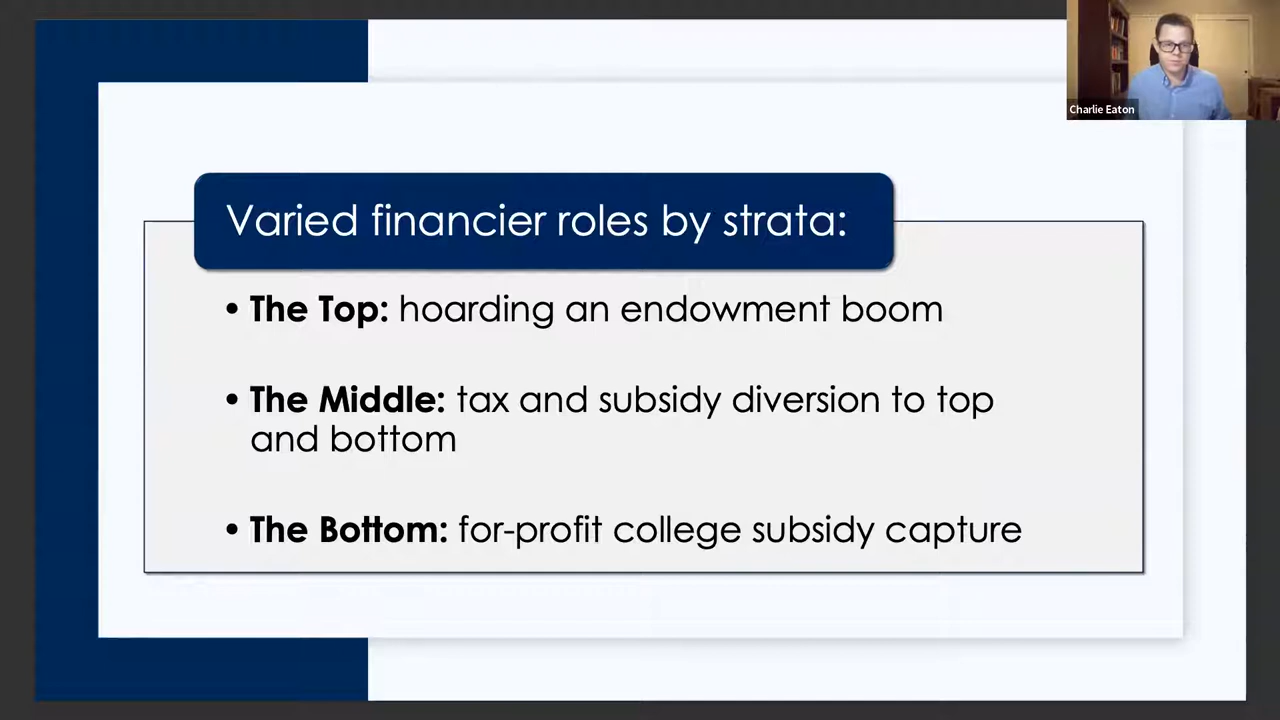 Charlie Eaton
Varied financier roles by strata:
• The Top: hoarding an endowment boom
• The Middle: tax and subsidy diversion to top
and bottom
• The Bottom: for-profit college subsidy capture